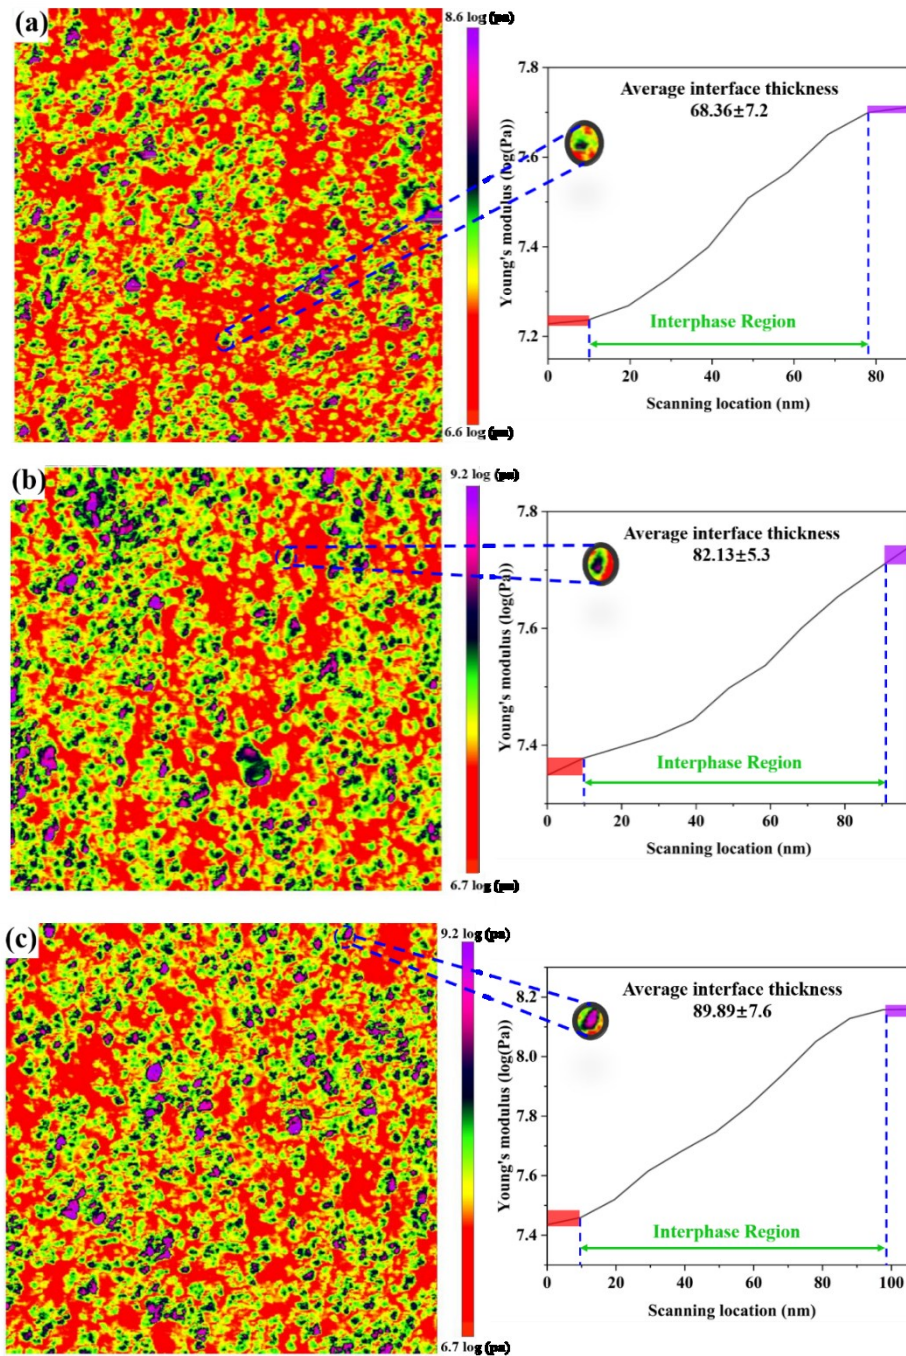 (a)
8.6 log (pa)
6.6 log (pa)
Average interface thickness
68.36±7.2
Young's modulus (log(Pa))
7.8
7.6
7.4
7.2
Interphase Region
0 20 40 60 80
Scanning location (nm)
(b)
9.2 log (pa)
6.7 log (pa)
Average interface thickness
82.13±5.3
Young's modulus (log(Pa))
7.8
7.6
7.4
Interphase Region
0 20 40 60 80
Scanning location (nm)
(c)
9.2 log (pa)
6.7 log (pa)
Average interface thickness
89.89±7.6
Young's modulus (log(Pa))
8.2
8.0
7.8
7.6
7.4
Interphase Region
0 20 40 60 80 100
Scanning location (nm)